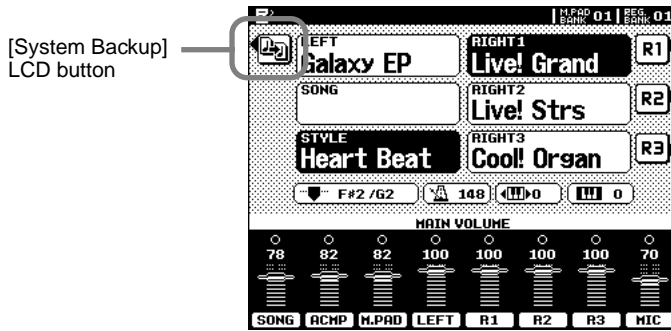 [System Backup]
LCD button
M.PAD BANK 01 REG. BANK 01
LEFT
Galaxy EP
RIGHT1
Live! Grand
R1
SONG
RIGHT2
Live! Strs
R2
STYLE
Heart Beat
RIGHT3
Cool! Organ
R3
F#2 /G2 148 0 0
MAIN VOLUME
78 82 82 100 100 100 100 70
SONG ACMP M.PAD LEFT R1 R2 R3 MIC